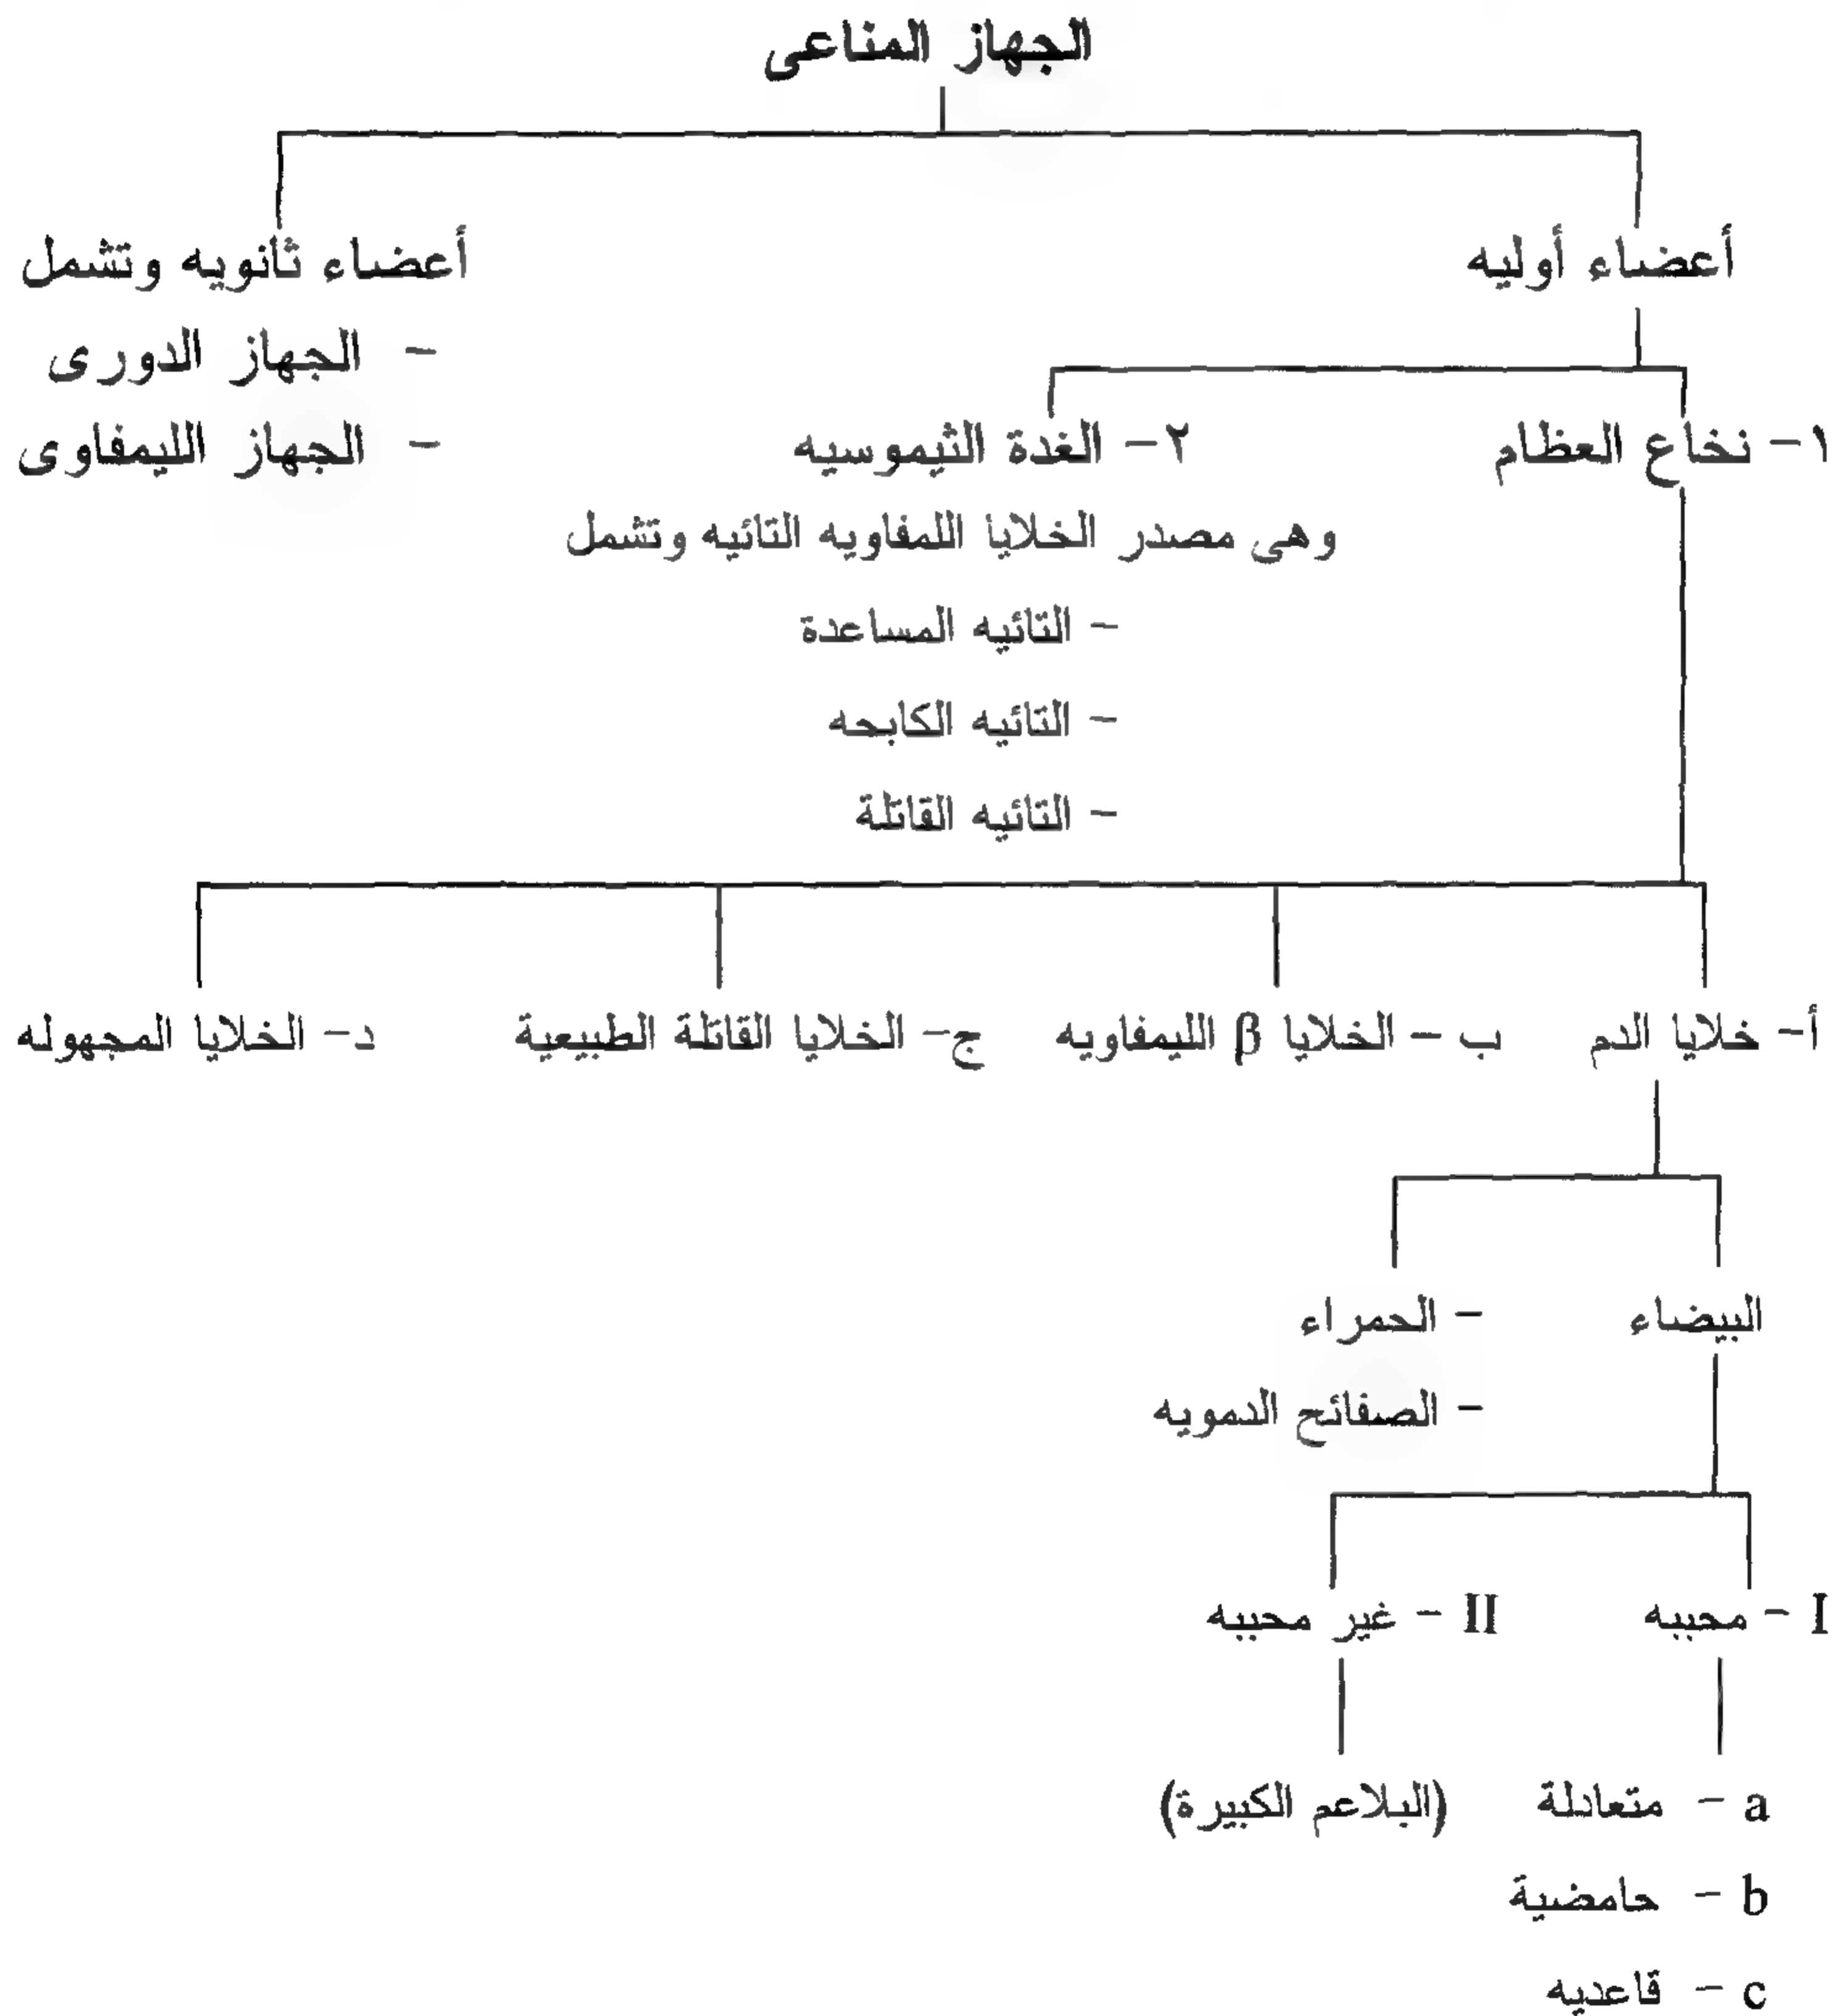 الجهاز المناعى
أعضاء أوليه
أعضاء ثانويه وتشمل
- الجهاز الدورى
- الجهاز الليمفاوى
١- نخاع العظام
٢- الغدة الثيموسيه
وهى مصدر الخلايا اللمفاويه التائيه وتشمل
- التائيه المساعدة
- التائيه الكابحه
- التائيه القاتلة
أ- خلايا الدم
ب - الخلايا β الليمفاويه
ج- الخلايا القاتلة الطبيعية
د- الخلايا المجهوله
البيضاء
- الحمراء
- الصفائح الدمويه
I - محببه
II - غير محببه
a - متعادلة
(البلاعم الكبيرة)
b - حامضية
c - قاعديه